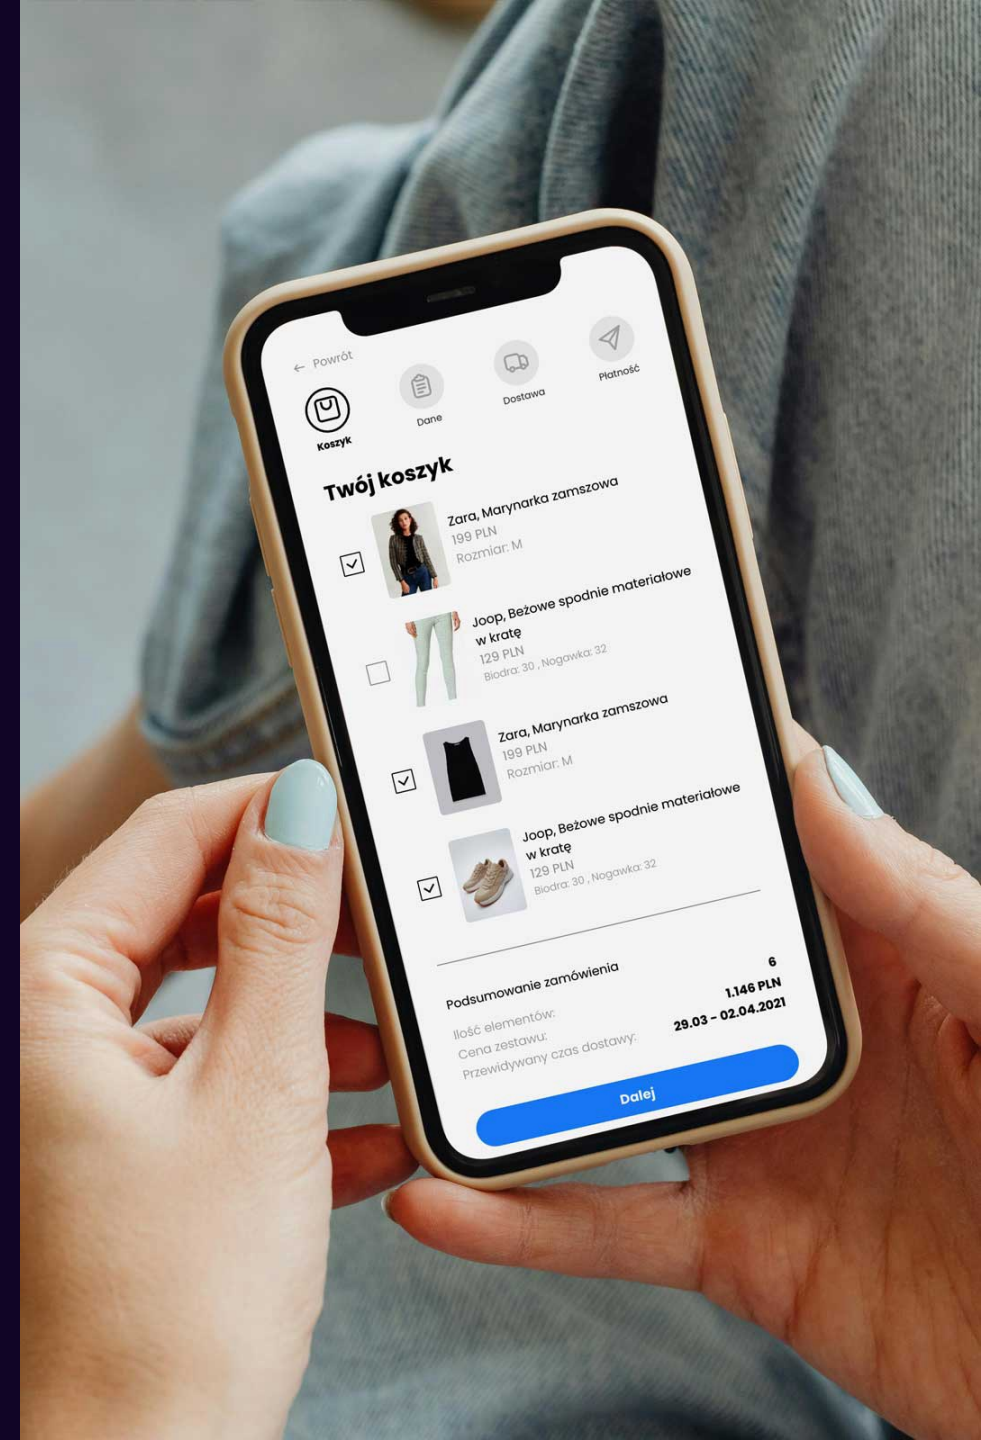 ← Powrót
Koszyk
Dane
Dostawa
Płatność
Twój koszyk
Zara, Marynarka zamszowa
199 PLN
Rozmiar: M
Joop, Beżowe spodnie materiałowe
w kratę
129 PLN
Biodra: 30 , Nogawka: 32
Zara, Marynarka zamszowa
199 PLN
Rozmiar: M
Joop, Beżowe spodnie materiałowe
w kratę
129 PLN
Biodra: 30 , Nogawka: 32
Podsumowanie zamówienia
Ilość elementów: 6
Cena zestawu: 1.146 PLN
Przewidywany czas dostawy: 29.03 - 02.04.2021
Dalej